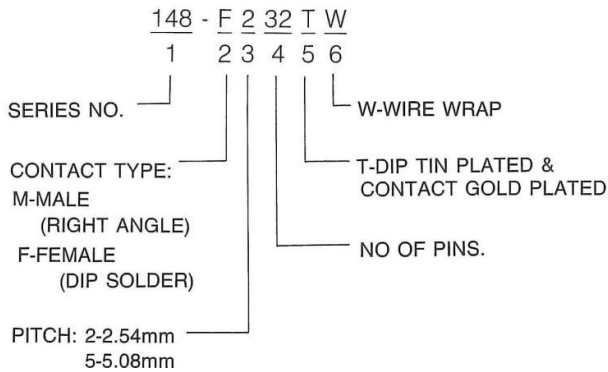 148 - F 2 32 T W
1 2 3 4 5 6
SERIES NO.
W-WIRE WRAP
CONTACT TYPE:
M-MALE
(RIGHT ANGLE)
F-FEMALE
(DIP SOLDER)
T-DIP TIN PLATED &
CONTACT GOLD PLATED
NO OF PINS.
PITCH: 2-2.54mm
5-5.08mm